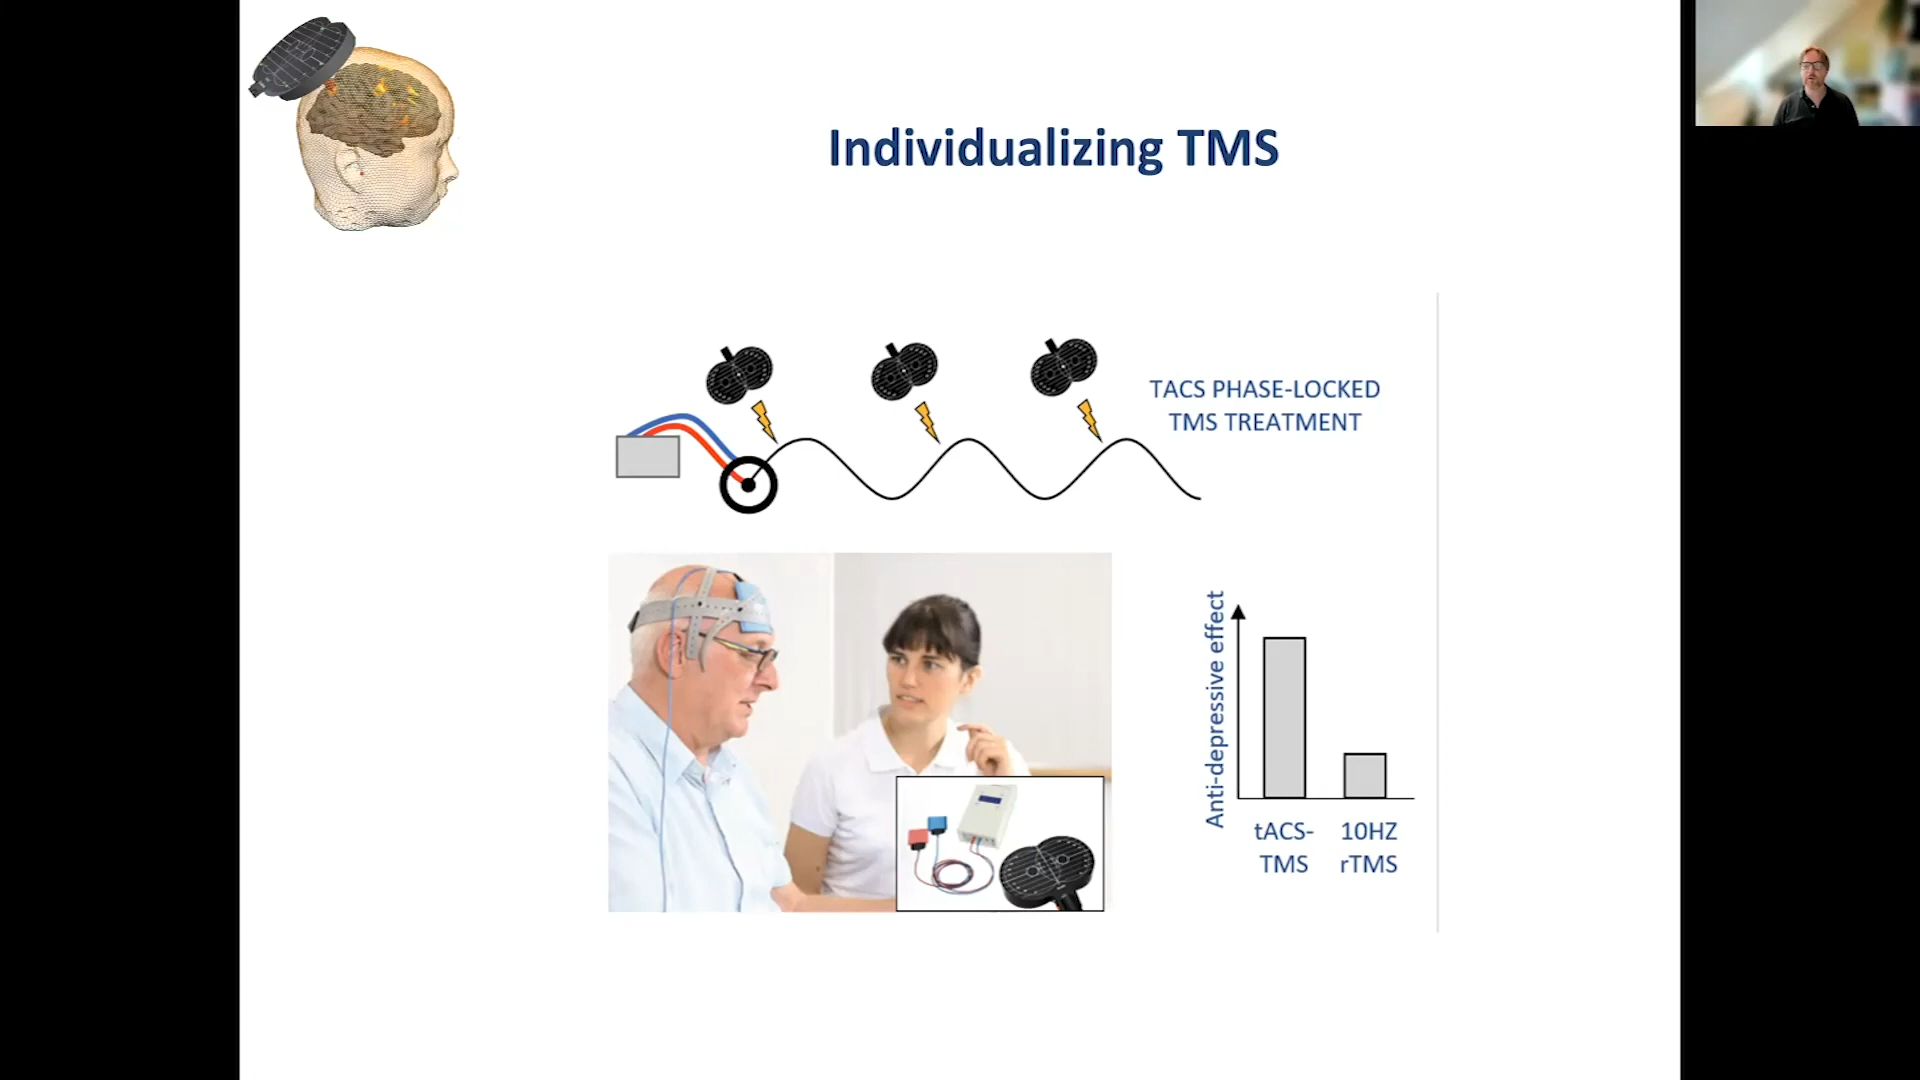 Individualizing TMS
TACS PHASE-LOCKED
TMS TREATMENT
Anti-depressive effect
tACS-
TMS
10HZ
rTMS